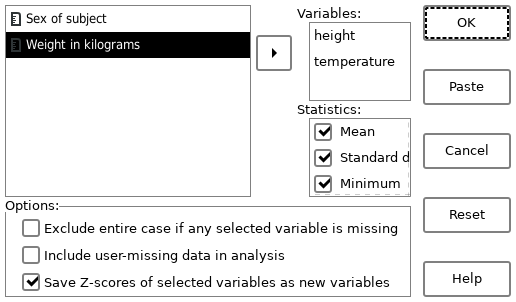 Sex of subject
Weight in kilograms
Variables:
height
temperature
Statistics:
Mean
Standard d
Minimum
Options:
Exclude entire case if any selected variable is missing
Include user-missing data in analysis
Save Z-scores of selected variables as new variables
OK
Paste
Cancel
Reset
Help